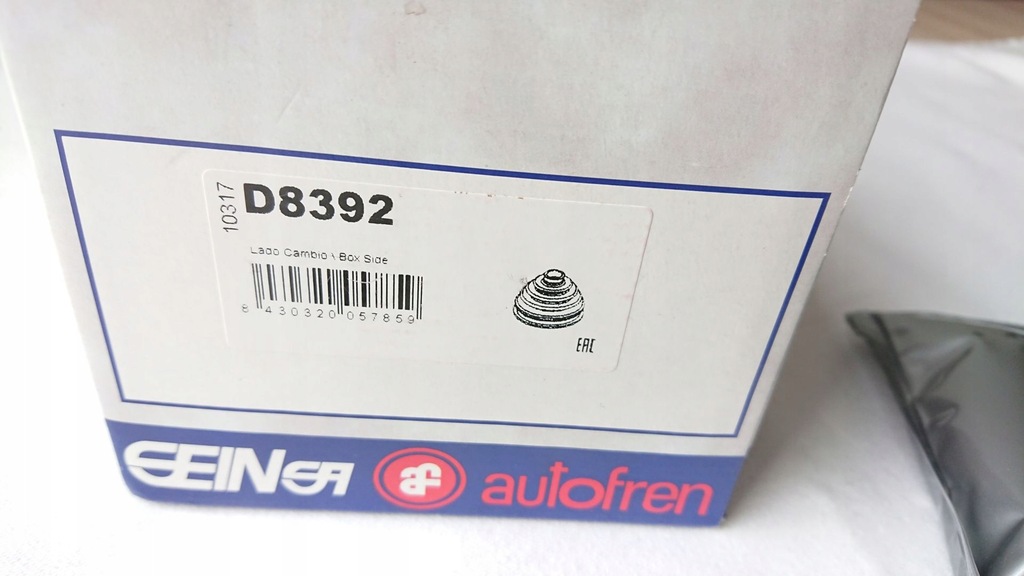 10317
D8392
Lado Cambio \ Box Side
8 430320 057859
EAC
SEINSA af autofren